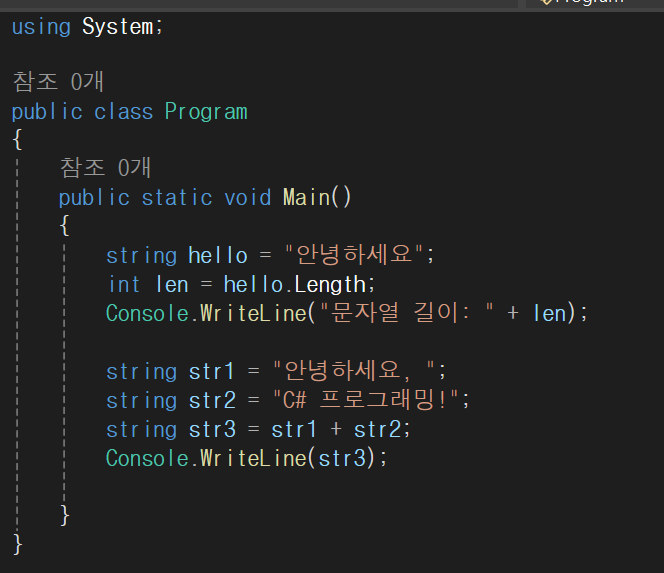 Program
using System;
참조 0개
public class Program
{
참조 0개
public static void Main()
{
string hello = "안녕하세요";
int len = hello.Length;
Console.WriteLine("문자열 길이: " + len);
string str1 = "안녕하세요, ";
string str2 = "C# 프로그래밍!";
string str3 = str1 + str2;
Console.WriteLine(str3);
}
}